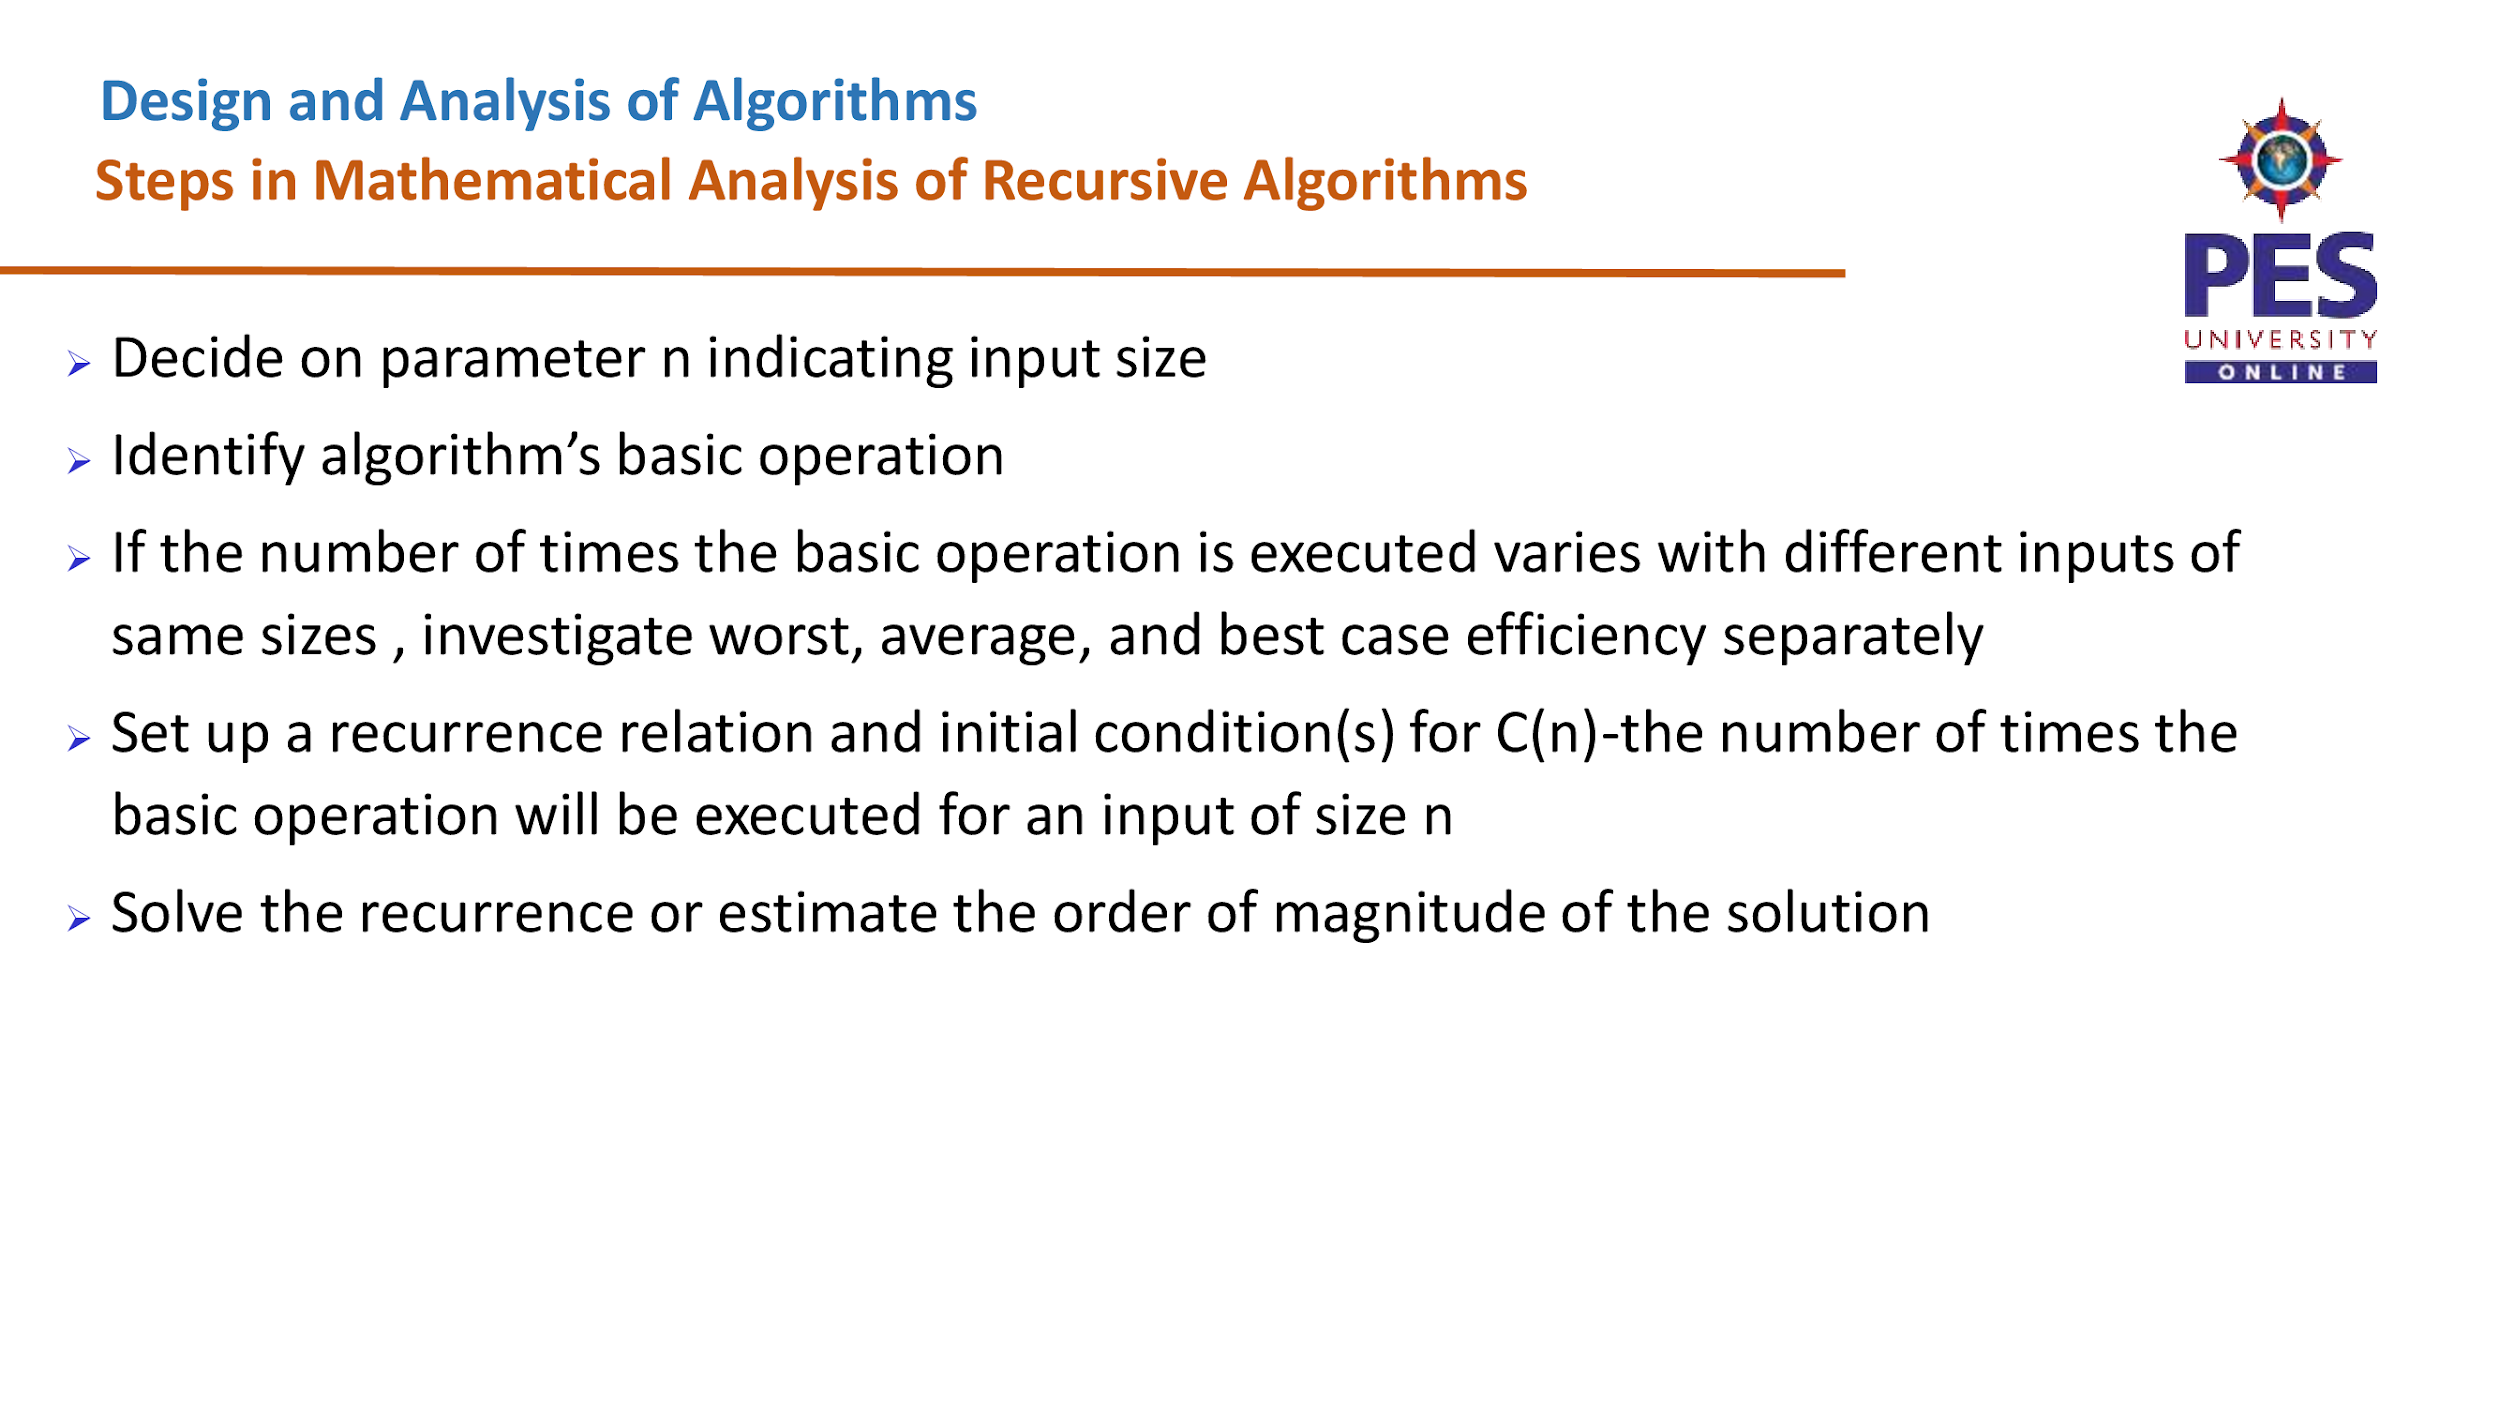 Design and Analysis of Algorithms
Steps in Mathematical Analysis of Recursive Algorithms
PES
UNIVERSITY
ONLINE
Decide on parameter n indicating input size
Identify algorithm’s basic operation
If the number of times the basic operation is executed varies with different inputs of
same sizes , investigate worst, average, and best case efficiency separately
Set up a recurrence relation and initial condition(s) for C(n)-the number of times the
basic operation will be executed for an input of size n
Solve the recurrence or estimate the order of magnitude of the solution